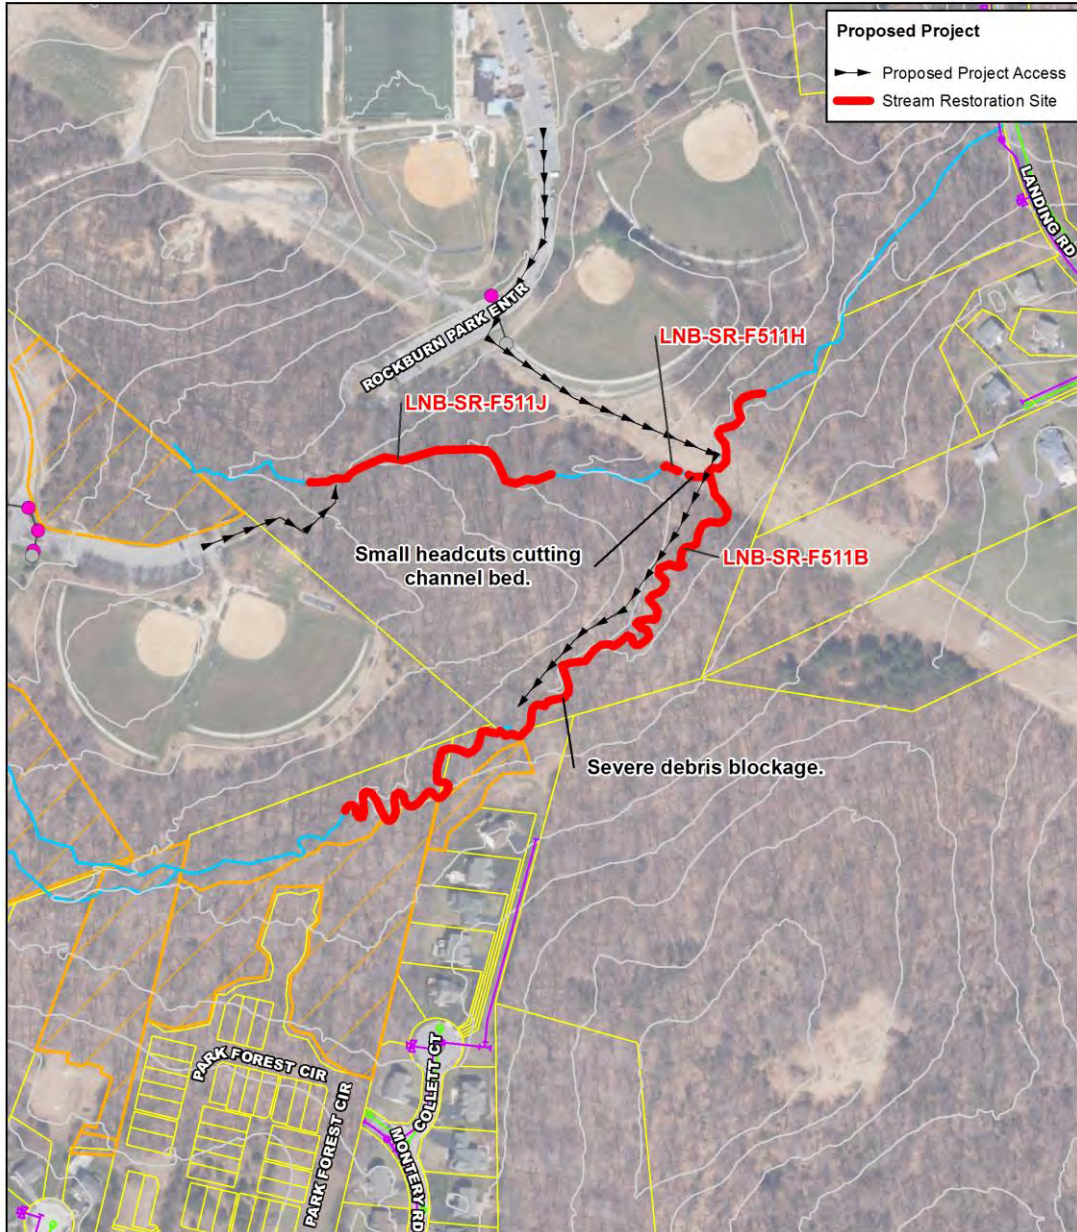 Proposed Project
Proposed Project Access
Stream Restoration Site
LANDING RD
ROCKBURN PARK ENTR
LNB-SR-F511H
LNB-SR-F511J
Small headcuts cutting
channel bed.
LNB-SR-F511B
Severe debris blockage.
PARK FOREST CIR
COLLETT CT
PARK FOREST CIR
MONTERY RD